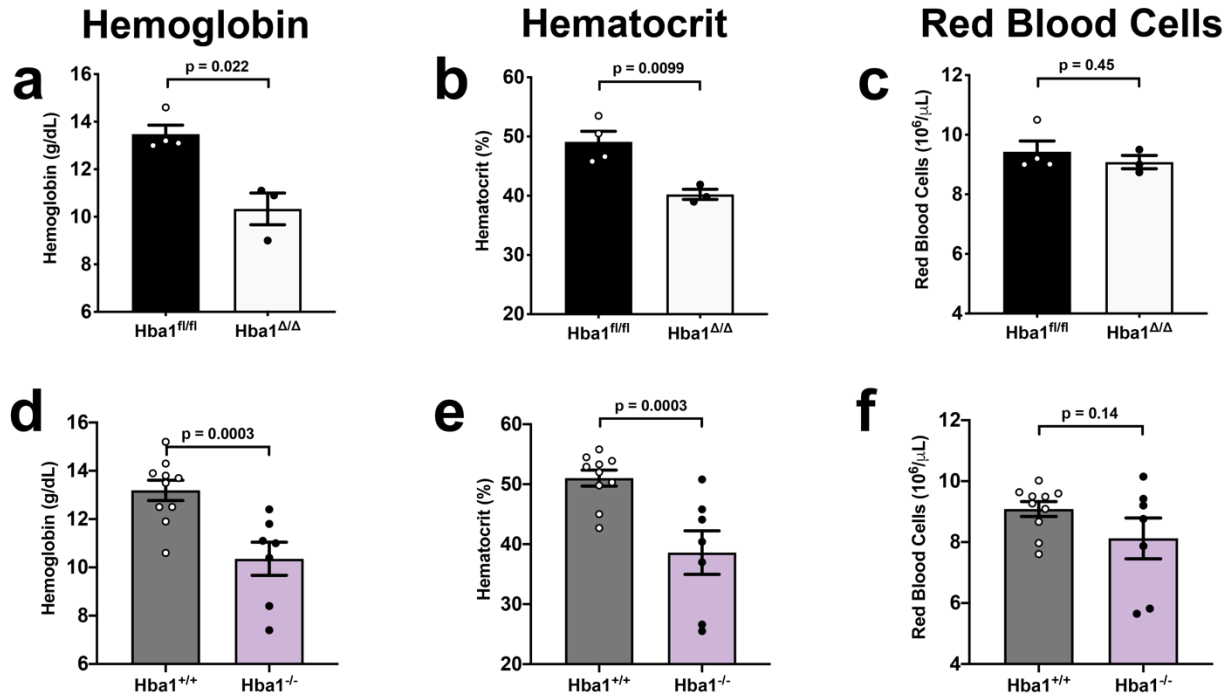 Hemoglobin
Hematocrit
Red Blood Cells
a
p = 0.022
Hemoglobin (g/dL)
16
14
12
10
8
6
Hba1fl/fl
Hba1Δ/Δ
b
p = 0.0099
Hematocrit (%)
60
50
40
30
20
Hba1fl/fl
Hba1Δ/Δ
c
p = 0.45
Red Blood Cells (10⁶/μL)
12
10
8
6
4
Hba1fl/fl
Hba1Δ/Δ
d
p = 0.0003
Hemoglobin (g/dL)
16
14
12
10
8
6
Hba1+/+
Hba1-/-
e
p = 0.0003
Hematocrit (%)
60
50
40
30
20
Hba1+/+
Hba1-/-
f
p = 0.14
Red Blood Cells (10⁶/μL)
12
10
8
6
4
Hba1+/+
Hba1-/-